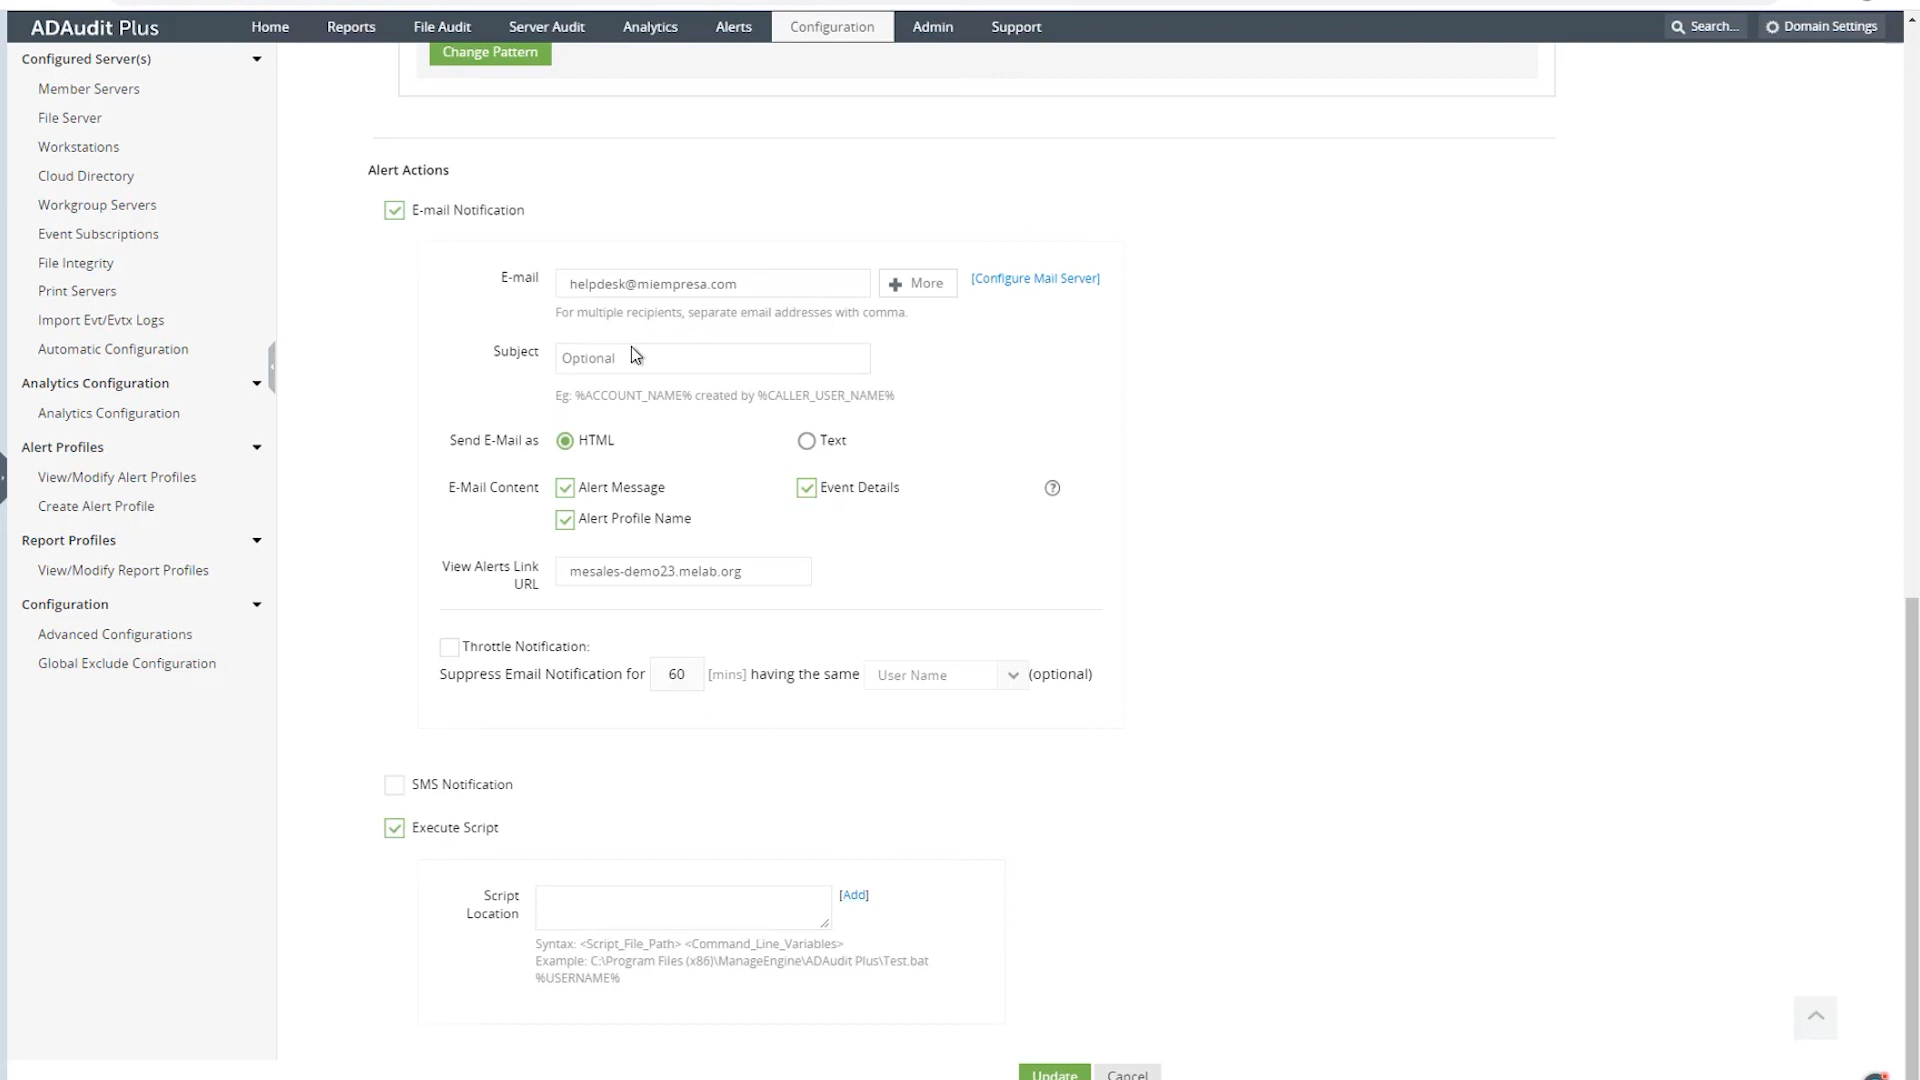 ADAudit Plus
Home
Reports
File Audit
Server Audit
Analytics
Alerts
Configuration
Admin
Support
Search...
Domain Settings
Configured Server(s)
Member Servers
File Server
Workstations
Cloud Directory
Workgroup Servers
Event Subscriptions
File Integrity
Print Servers
Import Evt/Evtx Logs
Automatic Configuration
Analytics Configuration
Analytics Configuration
Alert Profiles
View/Modify Alert Profiles
Create Alert Profile
Report Profiles
View/Modify Report Profiles
Configuration
Advanced Configurations
Global Exclude Configuration
Change Pattern
Alert Actions
E-mail Notification
E-mail
helpdesk@miempresa.com
More
[Configure Mail Server]
For multiple recipients, separate email addresses with comma.
Subject
Optional
Eg: %ACCOUNT_NAME% created by %CALLER_USER_NAME%
Send E-Mail as
HTML
Text
E-Mail Content
Alert Message
Event Details
?
Alert Profile Name
View Alerts Link
URL
mesales-demo23.melab.org
Throttle Notification:
Suppress Email Notification for 60 [mins] having the same User Name (optional)
SMS Notification
Execute Script
Script
Location
[Add]
Syntax: <Script_File_Path> <Command_Line_Variables>
Example: C:\Program Files (x86)\ManageEngine\ADAudit Plus\Test.bat
%USERNAME%
Update
Cancel